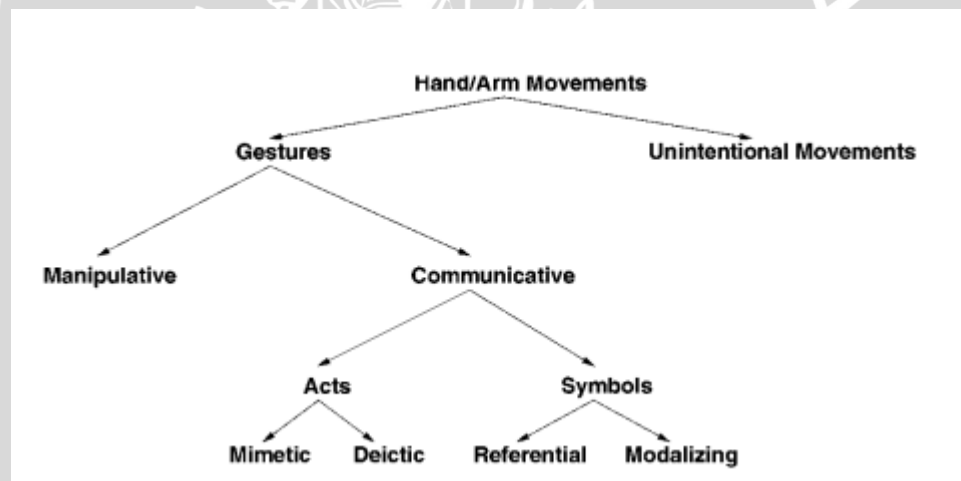 Hand/Arm Movements
Gestures
Unintentional Movements
Manipulative
Communicative
Acts
Symbols
Mimetic
Deictic
Referential
Modalizing